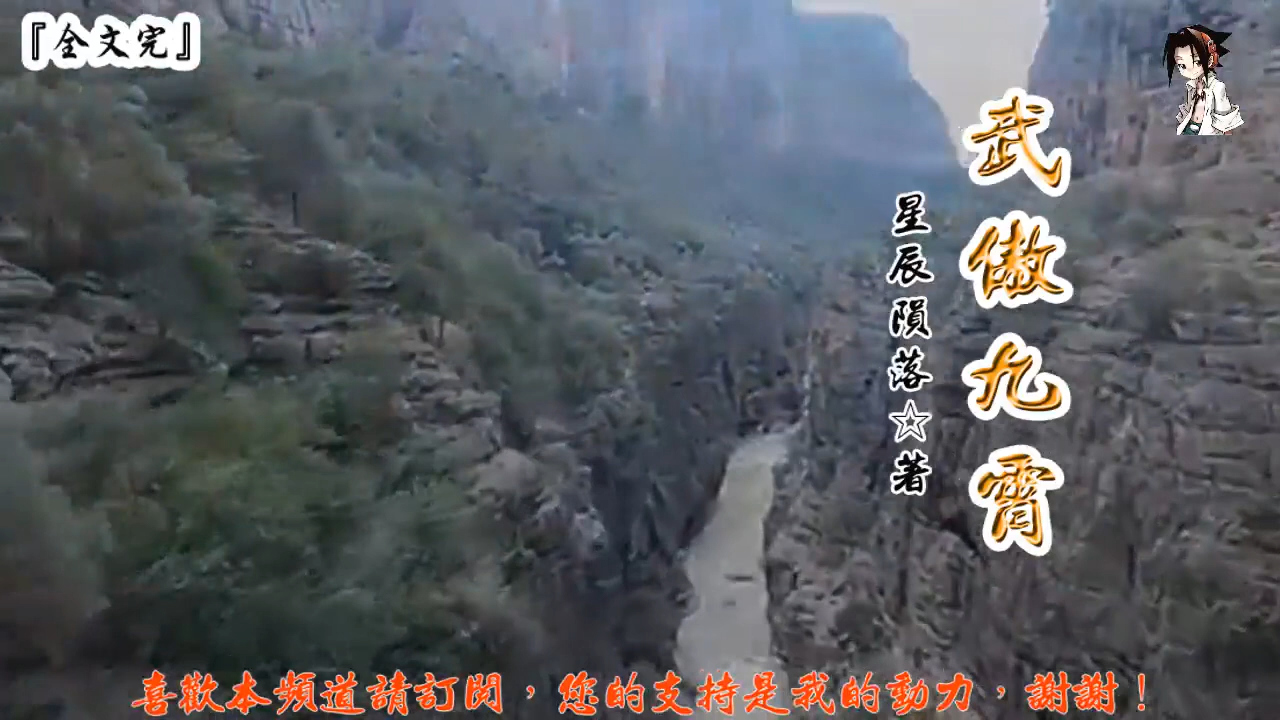 『全文完』
武傲九霄
星辰隕落☆著
喜歡本頻道請訂閱，您的支持是我的動力，謝謝！